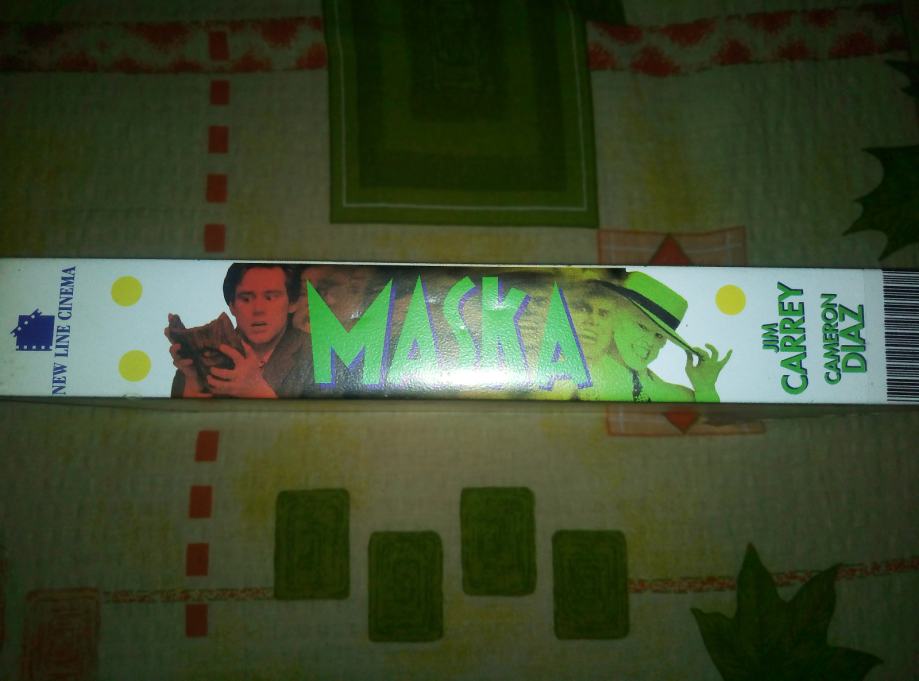 NEW LINE CINEMA
MASKA
JIM
CARREY
CAMERON
DIAZ